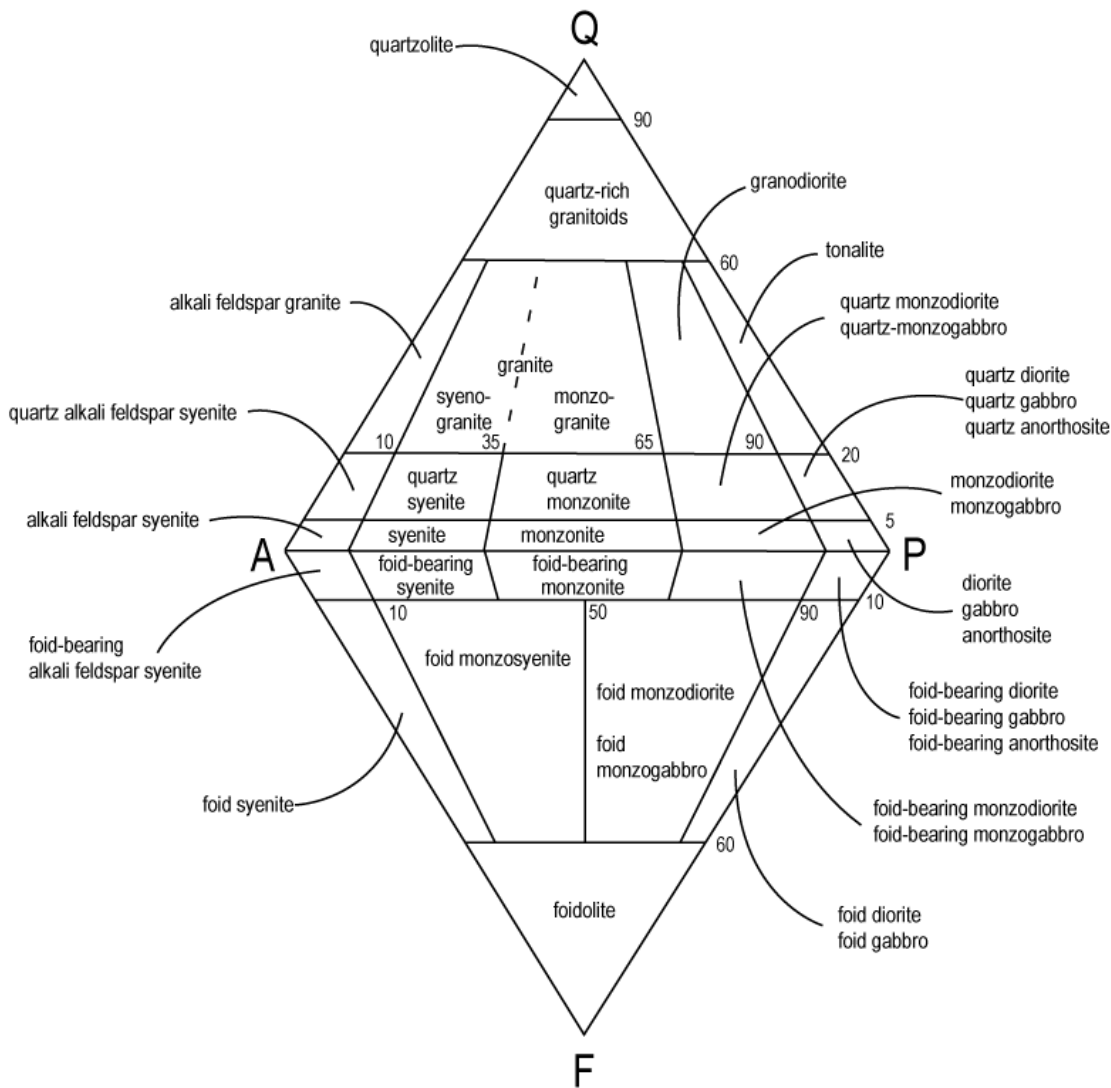 Q
quartzolite
90
quartz-rich
granitoids
granodiorite
60
tonalite
alkali feldspar granite
quartz monzodiorite
quartz-monzogabbro
granite
syeno-
granite
monzo-
granite
quartz diorite
quartz gabbro
quartz anorthosite
quartz alkali feldspar syenite
10
35
65
90
20
quartz
syenite
quartz
monzonite
monzodiorite
monzogabbro
alkali feldspar syenite
5
syenite
monzonite
A
P
foid-bearing
syenite
foid-bearing
monzonite
diorite
gabbro
anorthosite
10
50
90
10
foid-bearing
alkali feldspar syenite
foid monzosyenite
foid monzodiorite
foid
monzogabbro
foid-bearing diorite
foid-bearing gabbro
foid-bearing anorthosite
foid syenite
foid-bearing monzodiorite
foid-bearing monzogabbro
60
foidolite
foid diorite
foid gabbro
F